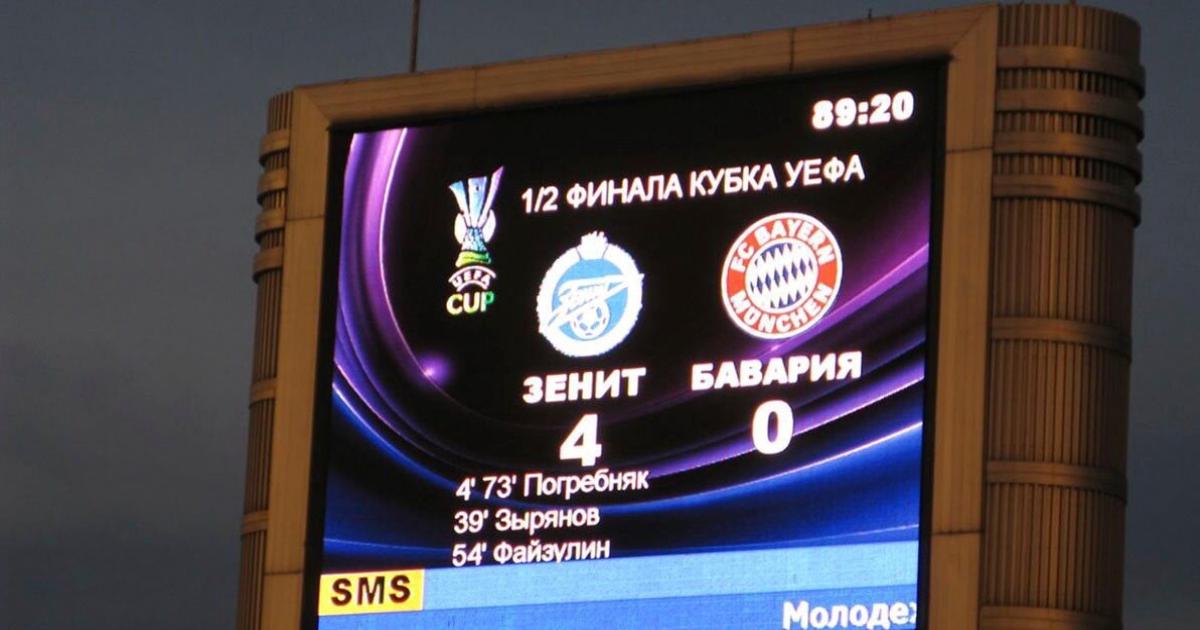 89:20
1/2 ФИНАЛА КУБКА УЕФА
UEFA
CUP
FC BAYERN
MÜNCHEN
ЗЕНИТ БАВАРИЯ
4 0
4' 73' Погребняк
39' Зырянов
54' Файзулин
SMS